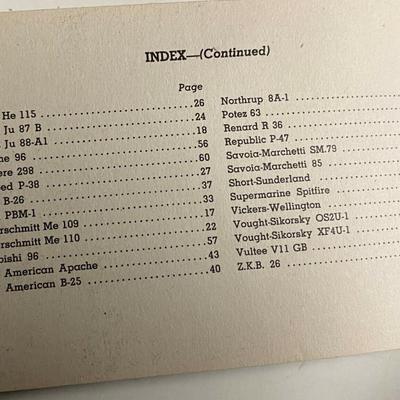 INDEX—(Continued)
Page
He 115 ........ 26
Ju 87 B ........ 24
Ju 88-A1 ........ 18
ne 96 ........ 56
ere 298 ........ 60
ed P-38 ........ 27
B-26 ........ 37
PBM-1 ........ 33
rschmitt Me 109 ........ 17
rschmitt Me 110 ........ 22
bishi 96 ........ 57
American Apache ........ 43
American B-25 ........ 40
Northrup 8A-1 ........
Potez 63 ........
Renard R 36 ........
Republic P-47 ........
Savoia-Marchetti SM.79 ........
Savoia-Marchetti 85 ........
Short-Sunderland ........
Supermarine Spitfire ........
Vickers-Wellington ........
Vought-Sikorsky OS2U-1 ........
Vought-Sikorsky XF4U-1 ........
Vultee V11 GB ........
Z.K.B. 26 ........